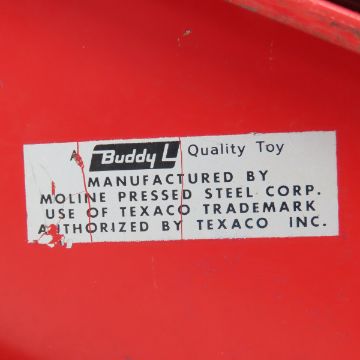 A Buddy L Quality Toy
MANUFACTURED BY
MOLINE PRESSED STEEL CORP.
USE OF TEXACO TRADEMARK
AUTHORIZED BY TEXACO INC.